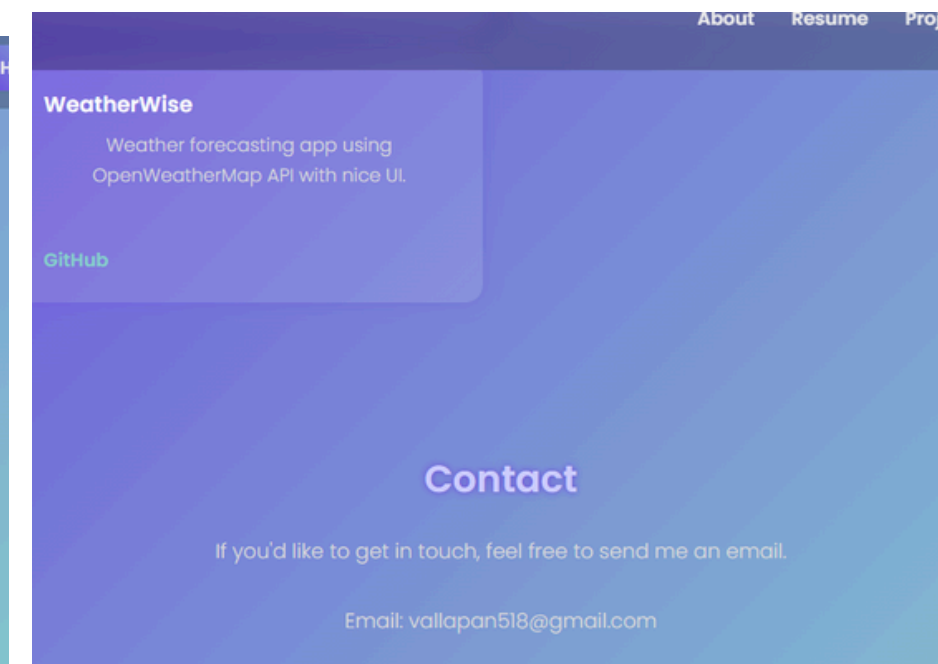 About Resume
H
WeatherWise
Weather forecasting app using
OpenWeatherMap API with nice UI.
GitHub
Contact
If you'd like to get in touch, feel free to send me an email.
Email: vallapan518@gmail.com